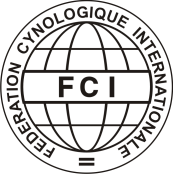 FEDERATION CYNOLOGIQUE INTERNATIONALE
FCI